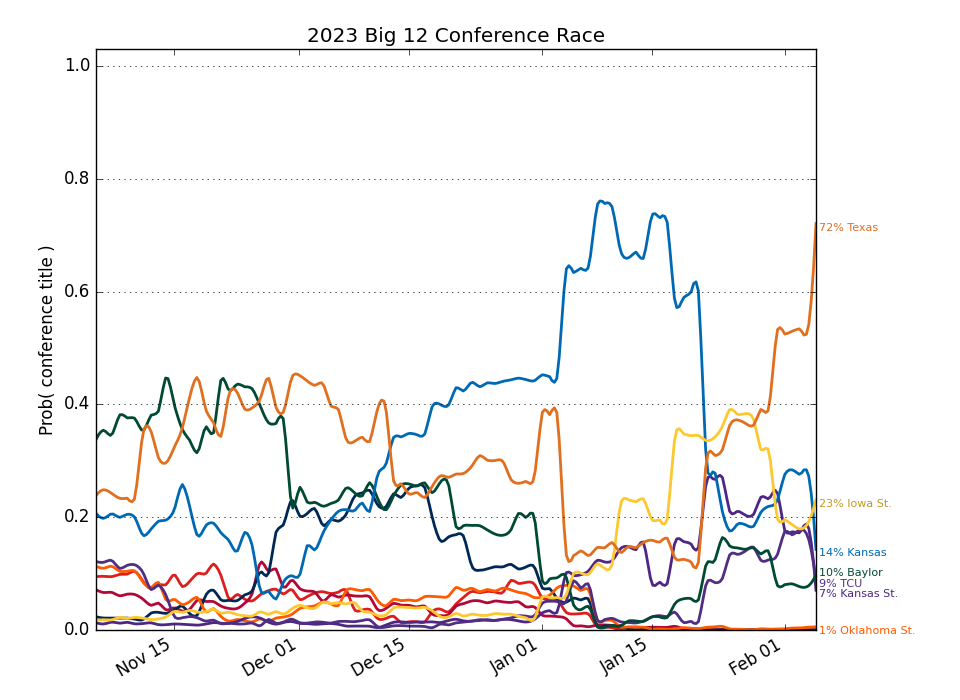 2023 Big 12 Conference Race
Prob( conference title )
1.0
0.8
0.6
0.4
0.2
0.0
Nov 15
Dec 01
Dec 15
Jan 01
Jan 15
Feb 01
72% Texas
23% Iowa St.
14% Kansas
10% Baylor
9% TCU
7% Kansas St.
1% Oklahoma St.